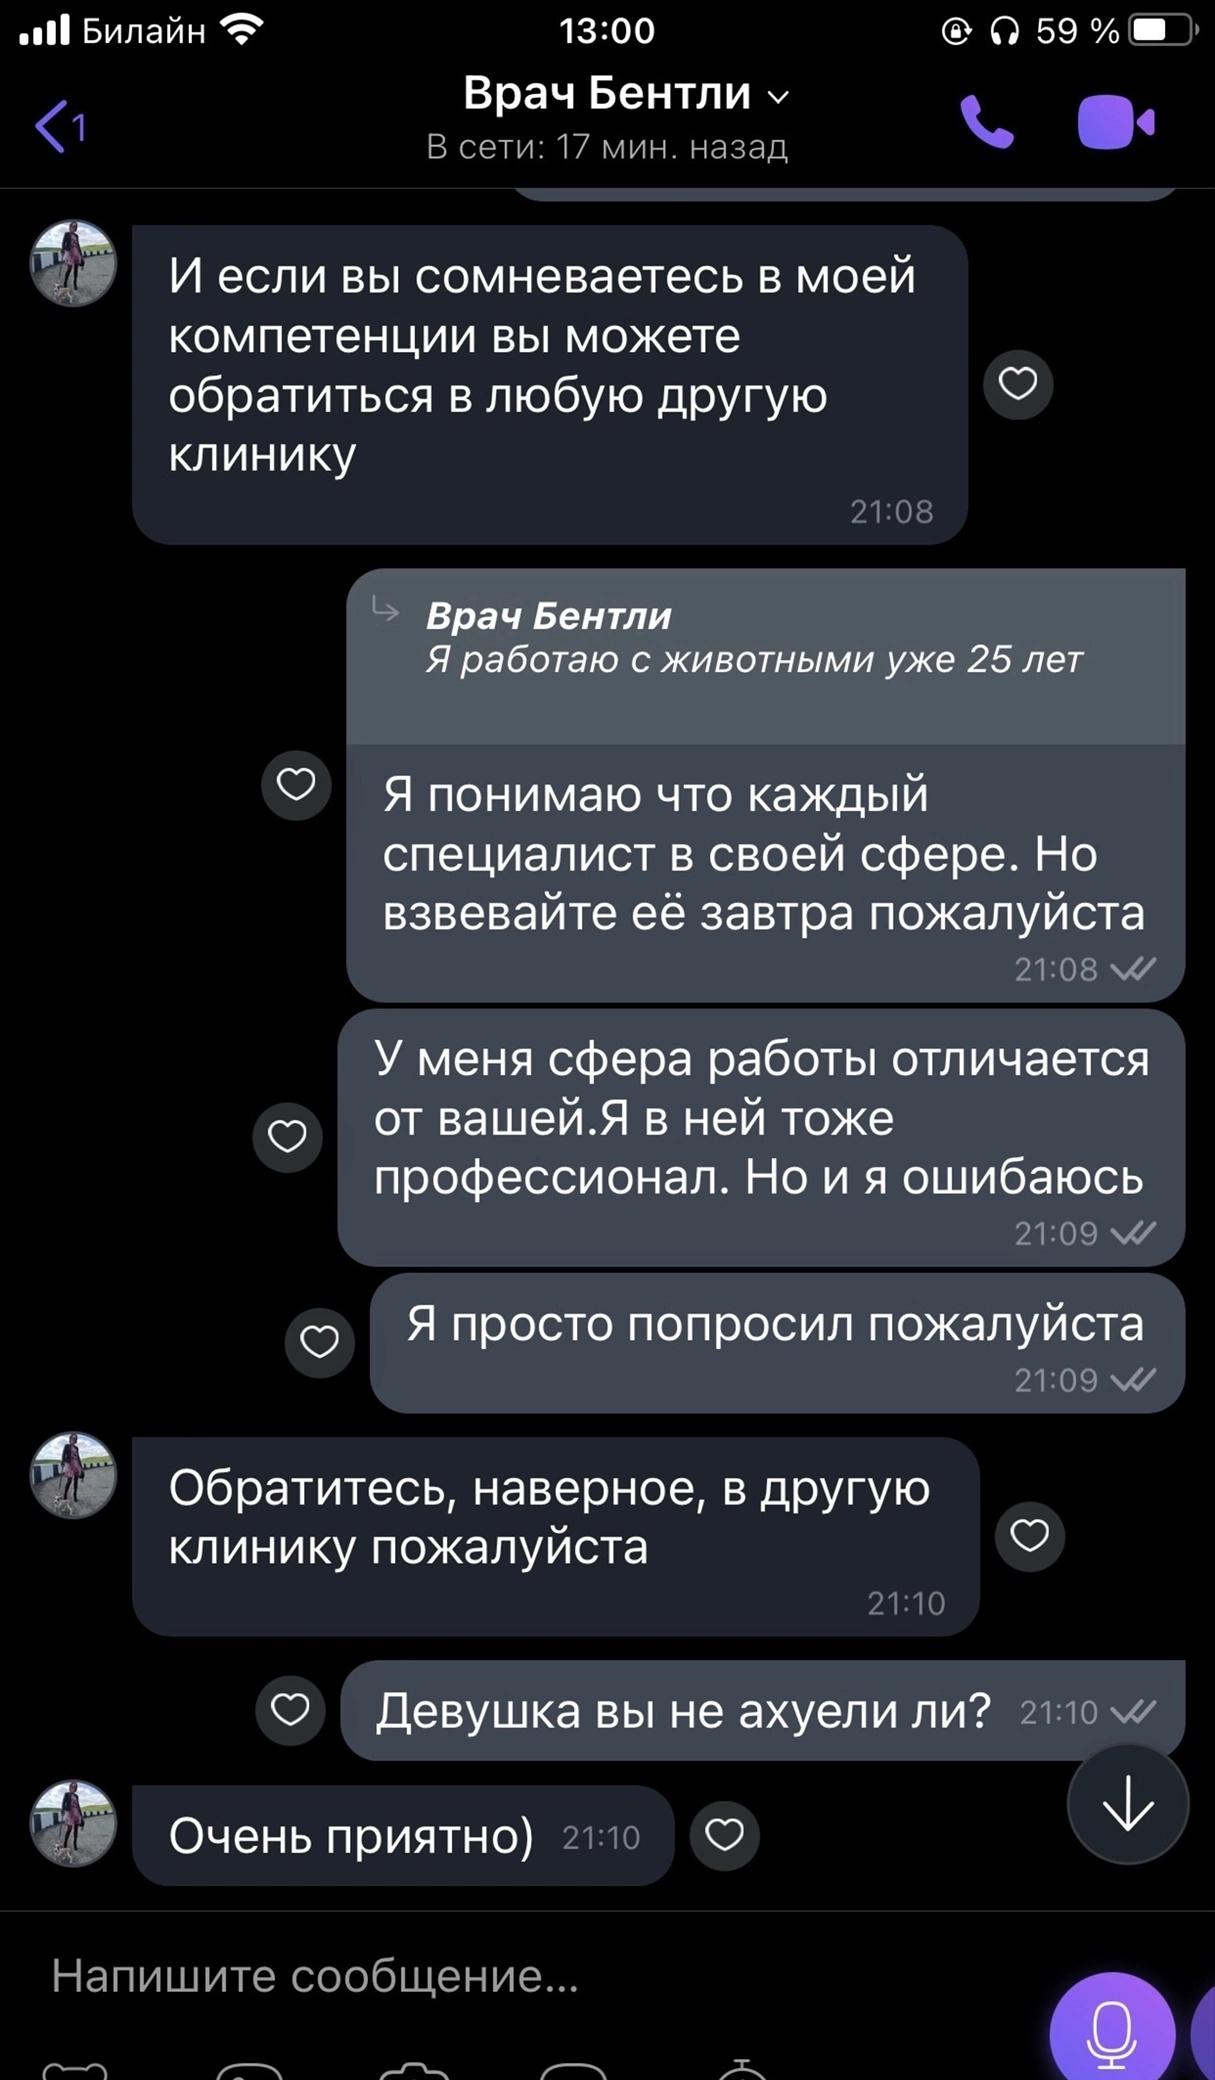 Билайн 13:00 59 %
1 Врач Бентли
В сети: 17 мин. назад
И если вы сомневаетесь в моей
компетенции вы можете
обратиться в любую другую
клинику
21:08
Врач Бентли
Я работаю с животными уже 25 лет
Я понимаю что каждый
специалист в своей сфере. Но
взвевайте её завтра пожалуйста
21:08
У меня сфера работы отличается
от вашей.Я в ней тоже
профессионал. Но и я ошибаюсь
21:09
Я просто попросил пожалуйста
21:09
Обратитесь, наверное, в другую
клинику пожалуйста
21:10
Девушка вы не ахуели ли? 21:10
Очень приятно) 21:10
Напишите сообщение...